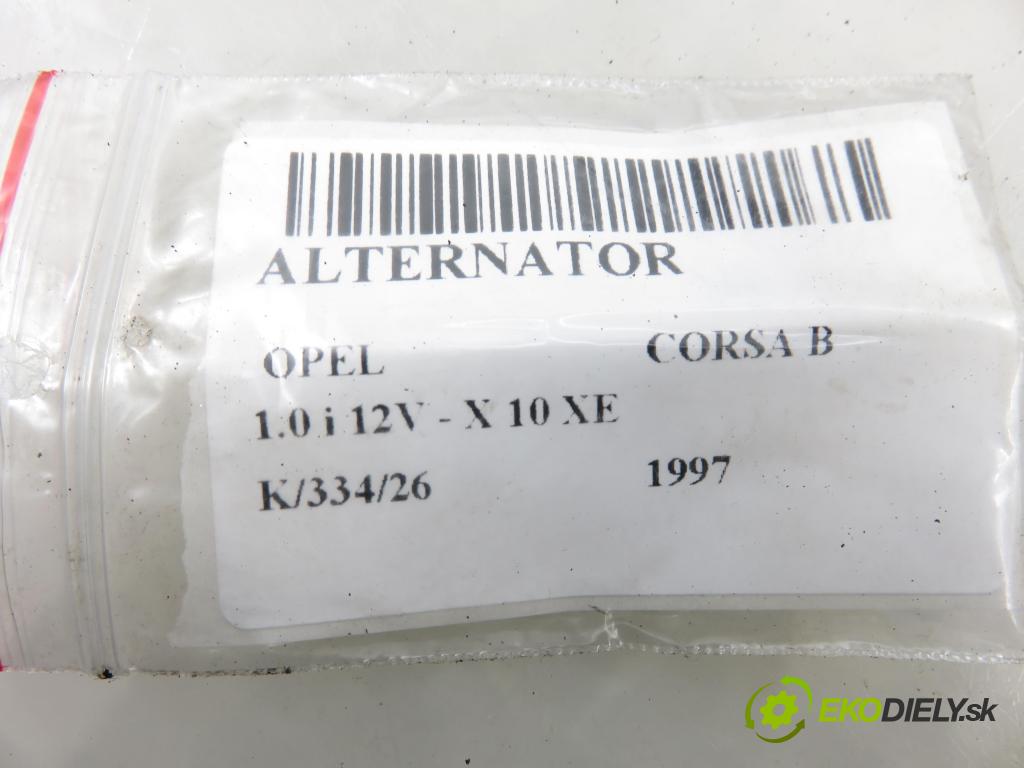 ALTERNATOR
OPEL CORSA B
1.0 i 12V - X 10 XE
K/334/26 1997
EKODIELY.sk